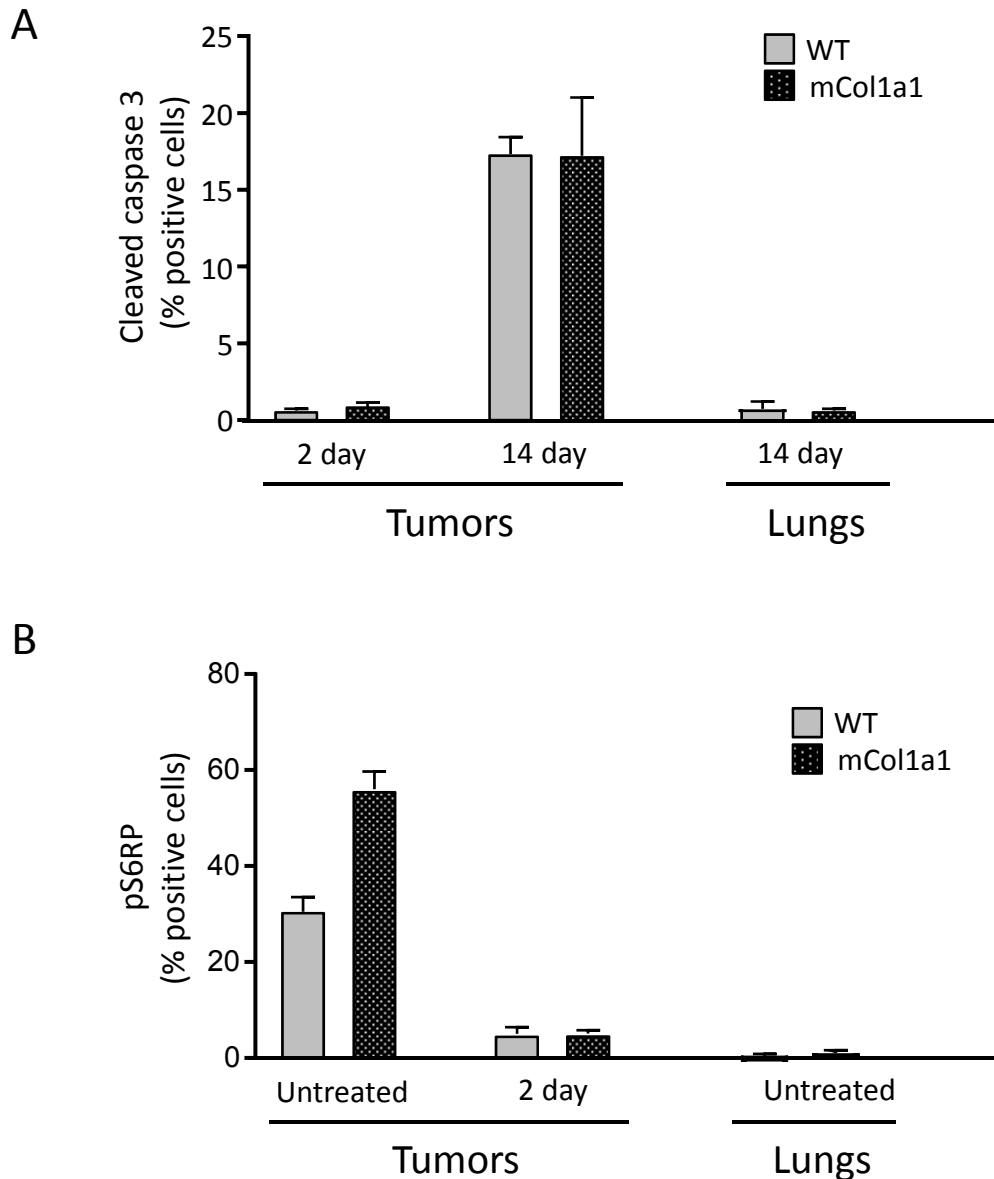 A
25
20
15
10
5
0
Cleaved caspase 3
(% positive cells)
WT
mCol1a1
2 day
14 day
14 day
Tumors
Lungs
B
80
60
40
20
0
pS6RP
(% positive cells)
WT
mCol1a1
Untreated
2 day
Untreated
Tumors
Lungs